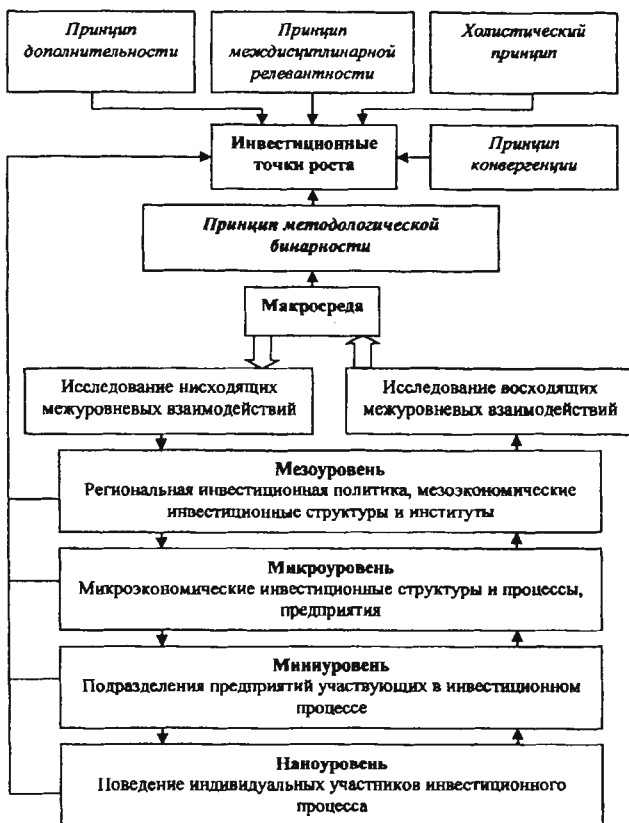 Принцип
дополнительности
Принцип
междисциплинарной
релевантности
Холистический
принцип
Инвестиционные
точки роста
Принцип
конвергенции
Принцип методологической
бинарности
Макросреда
Исследование нисходящих
межуровневых взаимодействий
Исследование восходящих
межуровневых взаимодействий
Мезоуровень
Региональная инвестиционная политика, мезоэкономические
инвестиционные структуры и институты
Микроуровень
Микроэкономические инвестиционные структуры и процессы,
предприятия
Миниуровень
Подразделения предприятий участвующих в инвестиционном
процессе
Наноуровень
Поведение индивидуальных участников инвестиционного
процесса